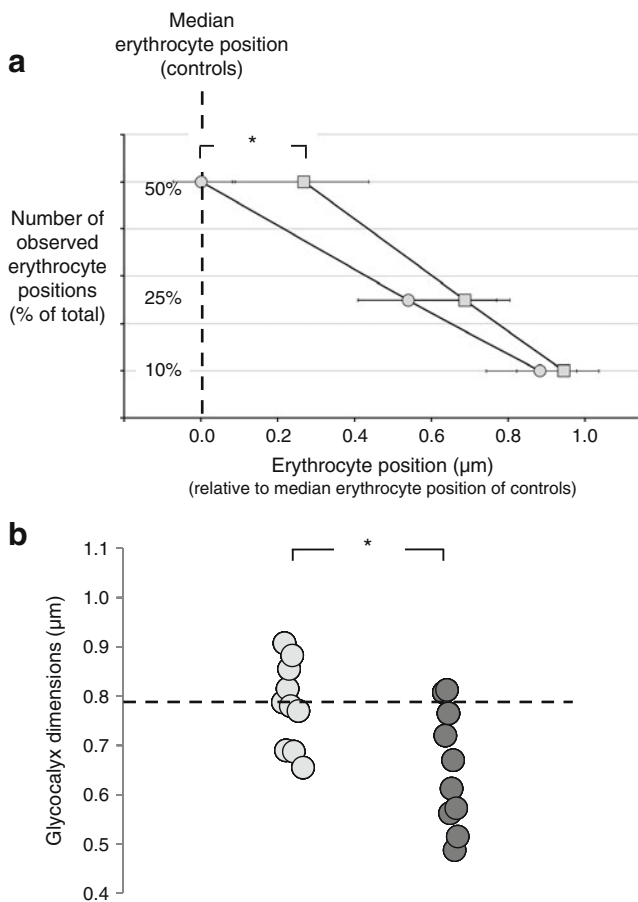 Median
erythrocyte position
(controls)
a
*
Number of
observed
erythrocyte
positions
(% of total)
50%
25%
10%
0.0 0.2 0.4 0.6 0.8 1.0
Erythrocyte position (µm)
(relative to median erythrocyte position of controls)
b
*
Glycocalyx dimensions (µm)
1.1
1.0
0.9
0.8
0.7
0.6
0.5
0.4